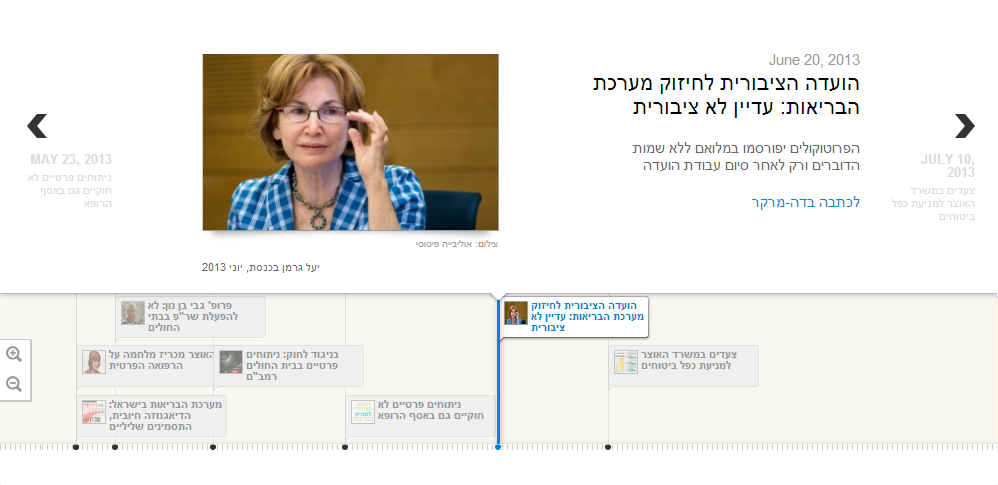 June 20, 2013
הועדה הציבורית לחיזוק מערכת
הבריאות: עדיין לא ציבורית
הפרוטוקולים יפורסמו במלואם ללא שמות
הדוברים ורק לאחר סיום עבודת הועדה
לכתבה בדה-מרקר
צילום: אוליבייה פיטוסי
יעל גרמן בכנסת, יוני 2013
MAY 23, 2013
ניתוחים פרטיים לא
חוקיים גם באסף
הרופא
JULY 10,
2013
צעדים במשרד
האוצר למניעת כפל
ביטוחים
פרופ' גבי בן נון: לא
להפעלת שר"פ בבתי
החולים
האוצר מכריז מלחמה על
הרפואה הפרטית
מערכת הבריאות בישראל:
הדיאגנוזה חיובית,
התסמינים שליליים
בניגוד לחוק: ניתוחים
פרטיים בבית החולים
רמב"ם
ניתוחים פרטיים לא
חוקיים גם באסף הרופא
הועדה הציבורית לחיזוק
מערכת הבריאות: עדיין לא
ציבורית
צעדים במשרד האוצר
למניעת כפל ביטוחים